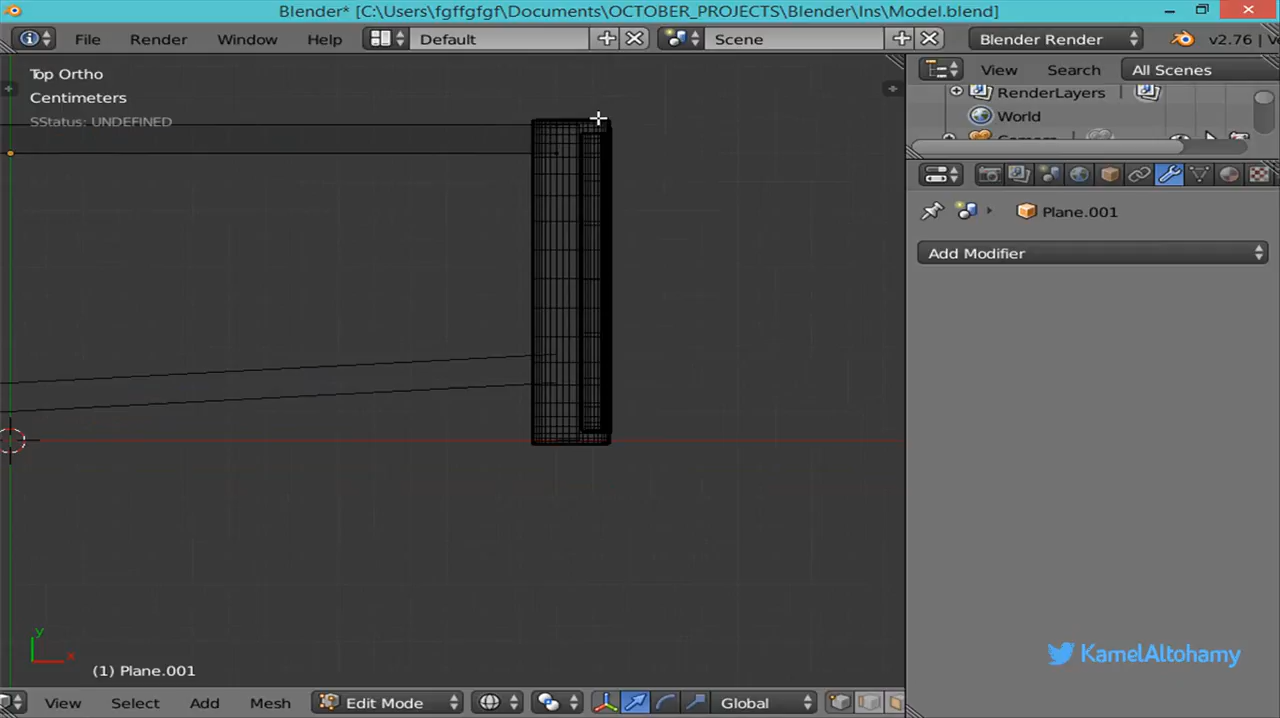 Blender* [C:\Users\fgffgfgf\Documents\OCTOBER_PROJECTS\Blender\Ins\Model.blend]
File Render Window Help Default Scene Blender Render v2.76
View Search All Scenes
RenderLayers
World
Top Ortho
Centimeters
SStatus: UNDEFINED
Plane.001
Add Modifier
y
x
(1) Plane.001
KamelAltohamy
View Select Add Mesh Edit Mode Global